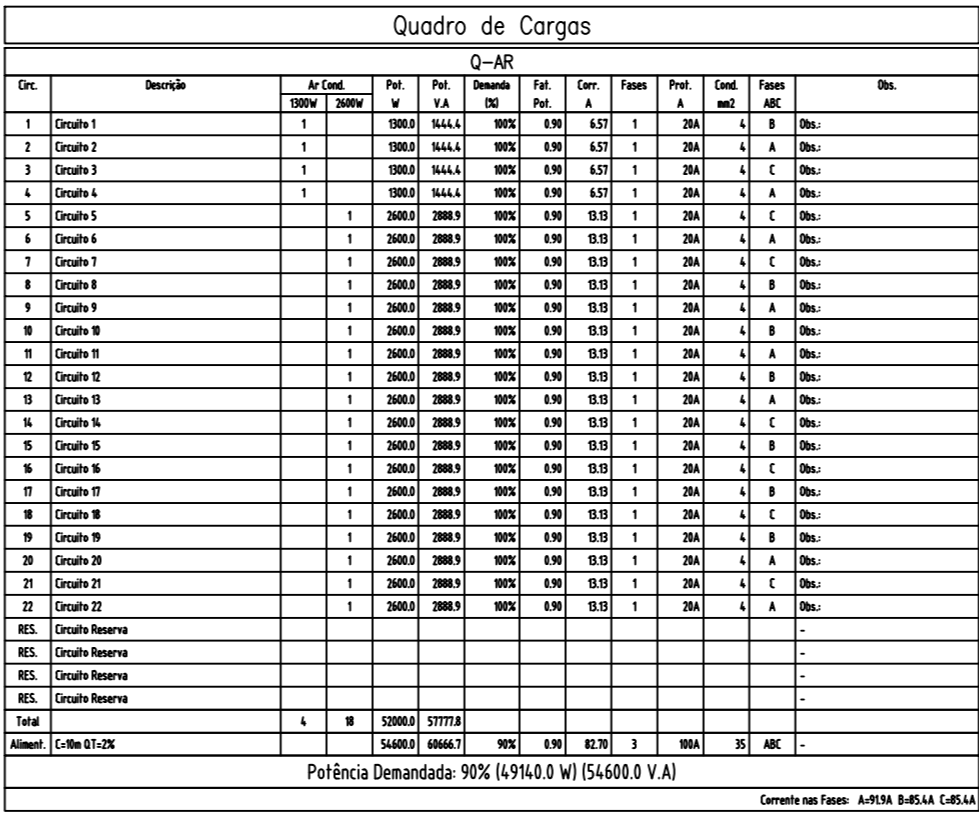 Quadro de Cargas
Q-AR
Circ. Descrição Ar Cond. Pot. Pot. Demanda Fat. Corr. Fases Prot. Cond. Fases Obs.
1300W 2600W W V.A (%) Pot. A A mm2 ABC
1 Circuito 1 1 1300.0 1444.4 100% 0.90 6.57 1 20A 4 B Obs.:
2 Circuito 2 1 1300.0 1444.4 100% 0.90 6.57 1 20A 4 A Obs.:
3 Circuito 3 1 1300.0 1444.4 100% 0.90 6.57 1 20A 4 C Obs.:
4 Circuito 4 1 1300.0 1444.4 100% 0.90 6.57 1 20A 4 A Obs.:
5 Circuito 5 1 2600.0 2888.9 100% 0.90 13.13 1 20A 4 C Obs.:
6 Circuito 6 1 2600.0 2888.9 100% 0.90 13.13 1 20A 4 A Obs.:
7 Circuito 7 1 2600.0 2888.9 100% 0.90 13.13 1 20A 4 C Obs.:
8 Circuito 8 1 2600.0 2888.9 100% 0.90 13.13 1 20A 4 B Obs.:
9 Circuito 9 1 2600.0 2888.9 100% 0.90 13.13 1 20A 4 A Obs.:
10 Circuito 10 1 2600.0 2888.9 100% 0.90 13.13 1 20A 4 B Obs.:
11 Circuito 11 1 2600.0 2888.9 100% 0.90 13.13 1 20A 4 A Obs.:
12 Circuito 12 1 2600.0 2888.9 100% 0.90 13.13 1 20A 4 B Obs.:
13 Circuito 13 1 2600.0 2888.9 100% 0.90 13.13 1 20A 4 A Obs.:
14 Circuito 14 1 2600.0 2888.9 100% 0.90 13.13 1 20A 4 C Obs.:
15 Circuito 15 1 2600.0 2888.9 100% 0.90 13.13 1 20A 4 B Obs.:
16 Circuito 16 1 2600.0 2888.9 100% 0.90 13.13 1 20A 4 C Obs.:
17 Circuito 17 1 2600.0 2888.9 100% 0.90 13.13 1 20A 4 B Obs.:
18 Circuito 18 1 2600.0 2888.9 100% 0.90 13.13 1 20A 4 C Obs.:
19 Circuito 19 1 2600.0 2888.9 100% 0.90 13.13 1 20A 4 B Obs.:
20 Circuito 20 1 2600.0 2888.9 100% 0.90 13.13 1 20A 4 A Obs.:
21 Circuito 21 1 2600.0 2888.9 100% 0.90 13.13 1 20A 4 C Obs.:
22 Circuito 22 1 2600.0 2888.9 100% 0.90 13.13 1 20A 4 A Obs.:
RES. Circuito Reserva -
RES. Circuito Reserva -
RES. Circuito Reserva -
RES. Circuito Reserva -
Total 4 18 52000.0 57777.8
Aliment. C=10m QT=2% 54600.0 60666.7 90% 0.90 82.70 3 100A 35 ABC -
Potência Demandada: 90% (49140.0 W) (54600.0 V.A)
Corrente nas Fases: A=91.9A B=85.4A C=85.4A